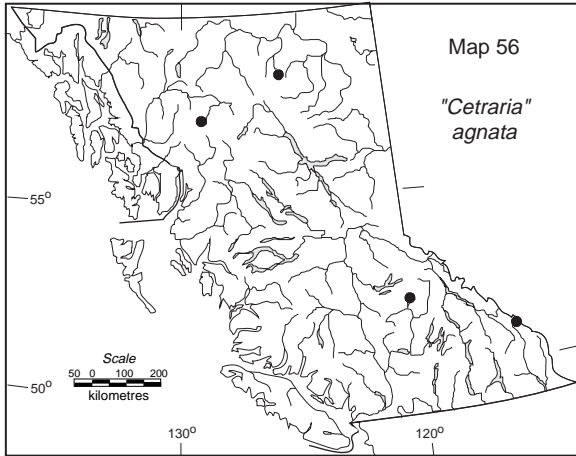 Map 56
"Cetraria"
agnata
55°
50°
Scale
50 0 100 200
kilometres
130°
120°